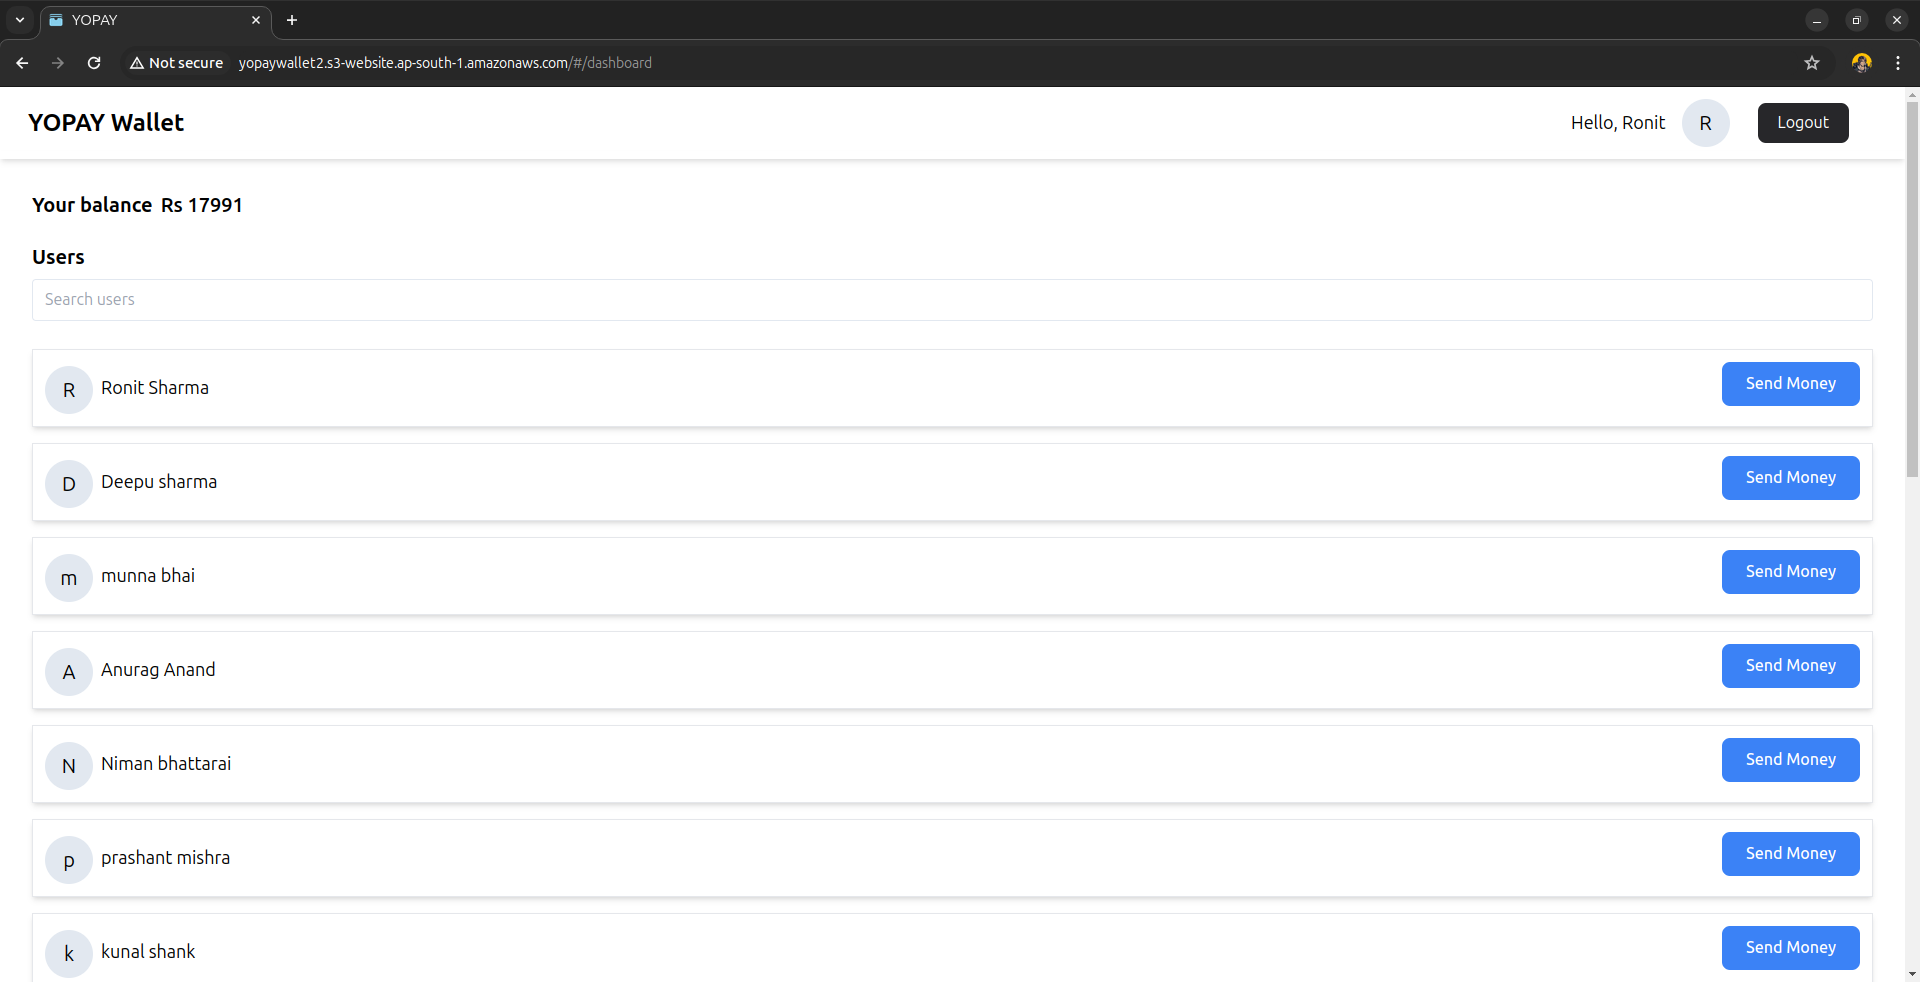 YOPAY
Not secure yopaywallet2.s3-website.ap-south-1.amazonaws.com/#/dashboard
YOPAY Wallet Hello, Ronit R Logout
Your balance Rs 17991
Users
Search users
R Ronit Sharma Send Money
D Deepu sharma Send Money
m munna bhai Send Money
A Anurag Anand Send Money
N Niman bhattarai Send Money
p prashant mishra Send Money
k kunal shank Send Money